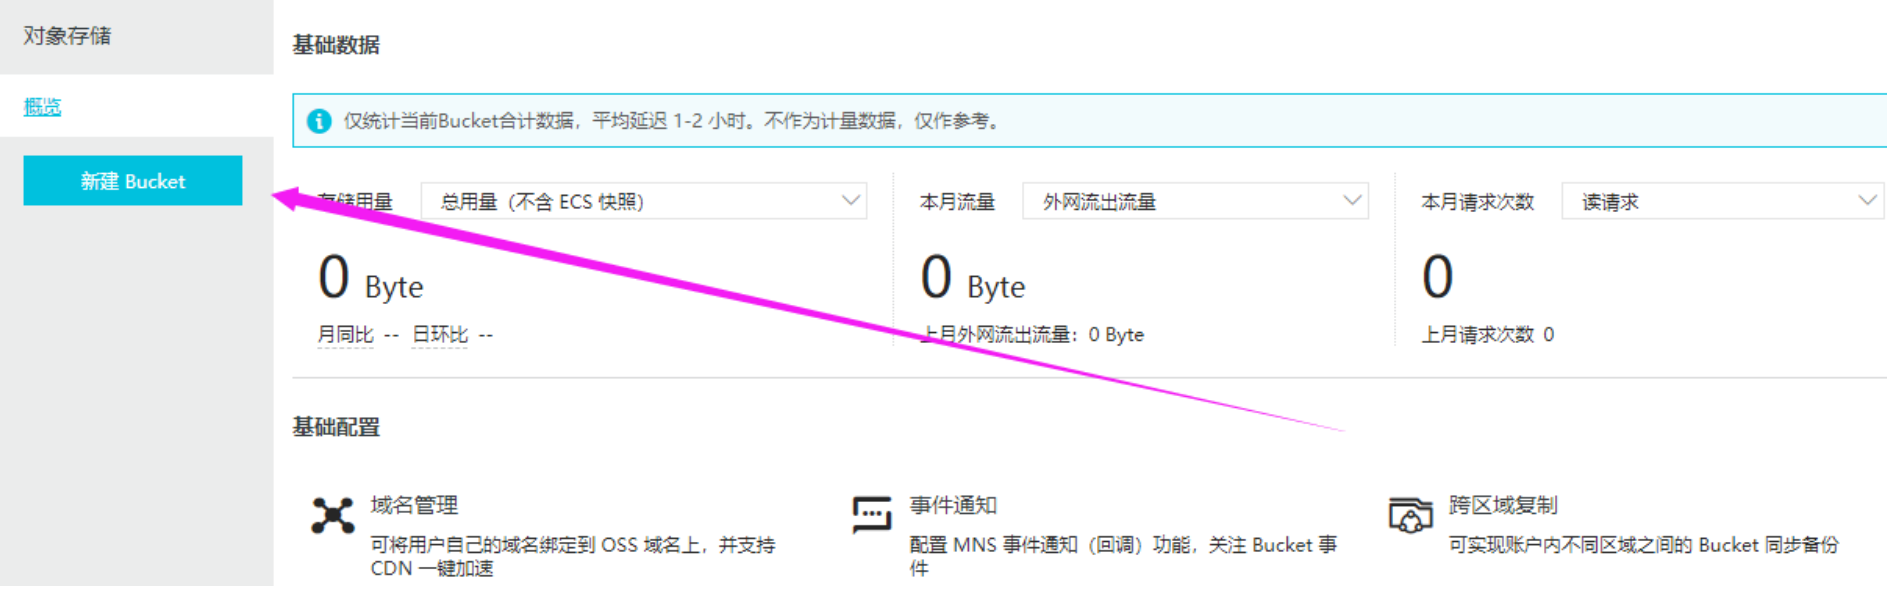 对象存储
概览
新建 Bucket
基础数据
仅统计当前Bucket合计数据，平均延迟 1-2 小时。不作为计量数据，仅作参考。
存储用量 总用量（不含 ECS 快照）
0 Byte
月同比 -- 日环比 --
本月流量 外网流出流量
0 Byte
上月外网流出流量：0 Byte
本月请求次数 读请求
0
上月请求次数 0
基础配置
域名管理
可将用户自己的域名绑定到 OSS 域名上，并支持
CDN 一键加速
事件通知
配置 MNS 事件通知（回调）功能，关注 Bucket 事
件
跨区域复制
可实现账户内不同区域之间的 Bucket 同步备份